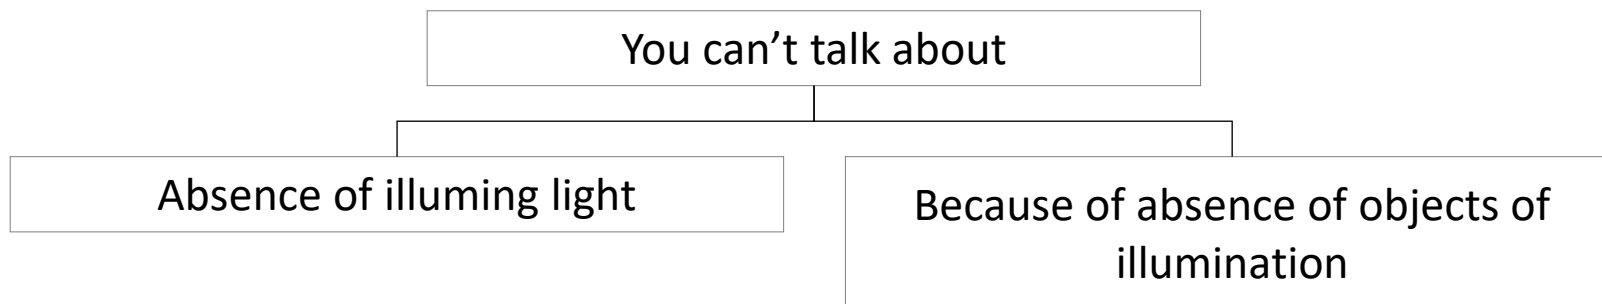 You can’t talk about
Absence of illuming light
Because of absence of objects of
illumination